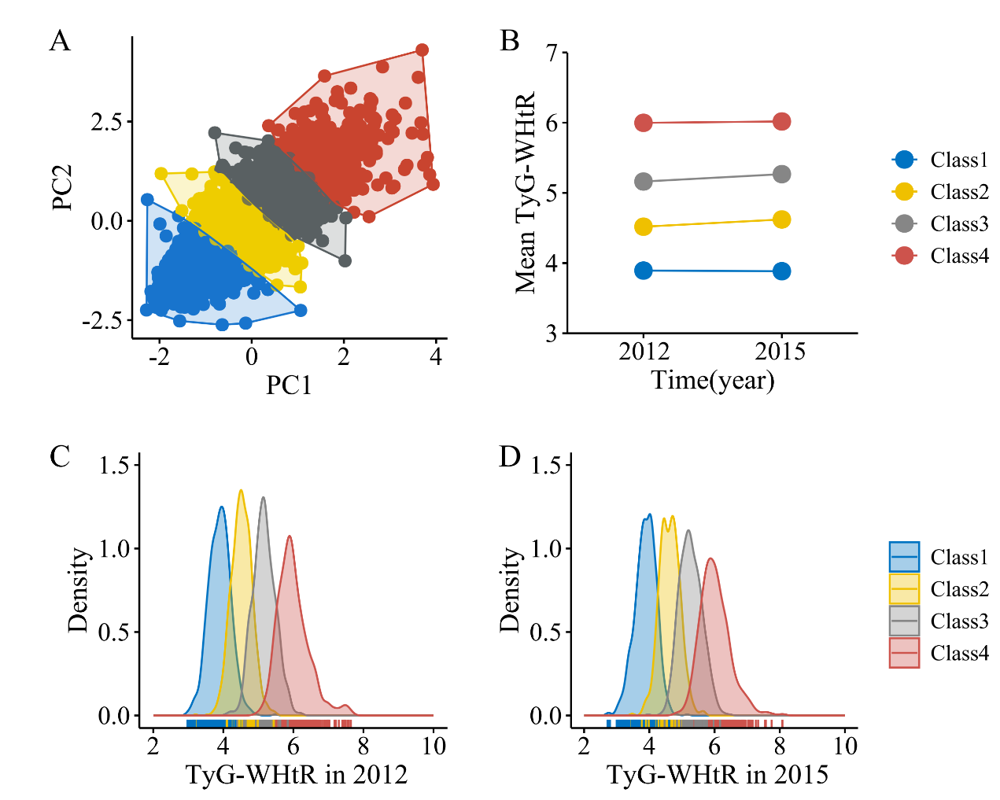 A
2.5
0.0
-2.5
PC2
-2
0
2
4
PC1
B
7
6
5
4
3
Mean TyG-WHtR
2012
2015
Time(year)
Class1
Class2
Class3
Class4
C
1.5
1.0
0.5
0.0
Density
2
4
6
8
10
TyG-WHtR in 2012
D
1.5
1.0
0.5
0.0
Density
2
4
6
8
10
TyG-WHtR in 2015
Class1
Class2
Class3
Class4